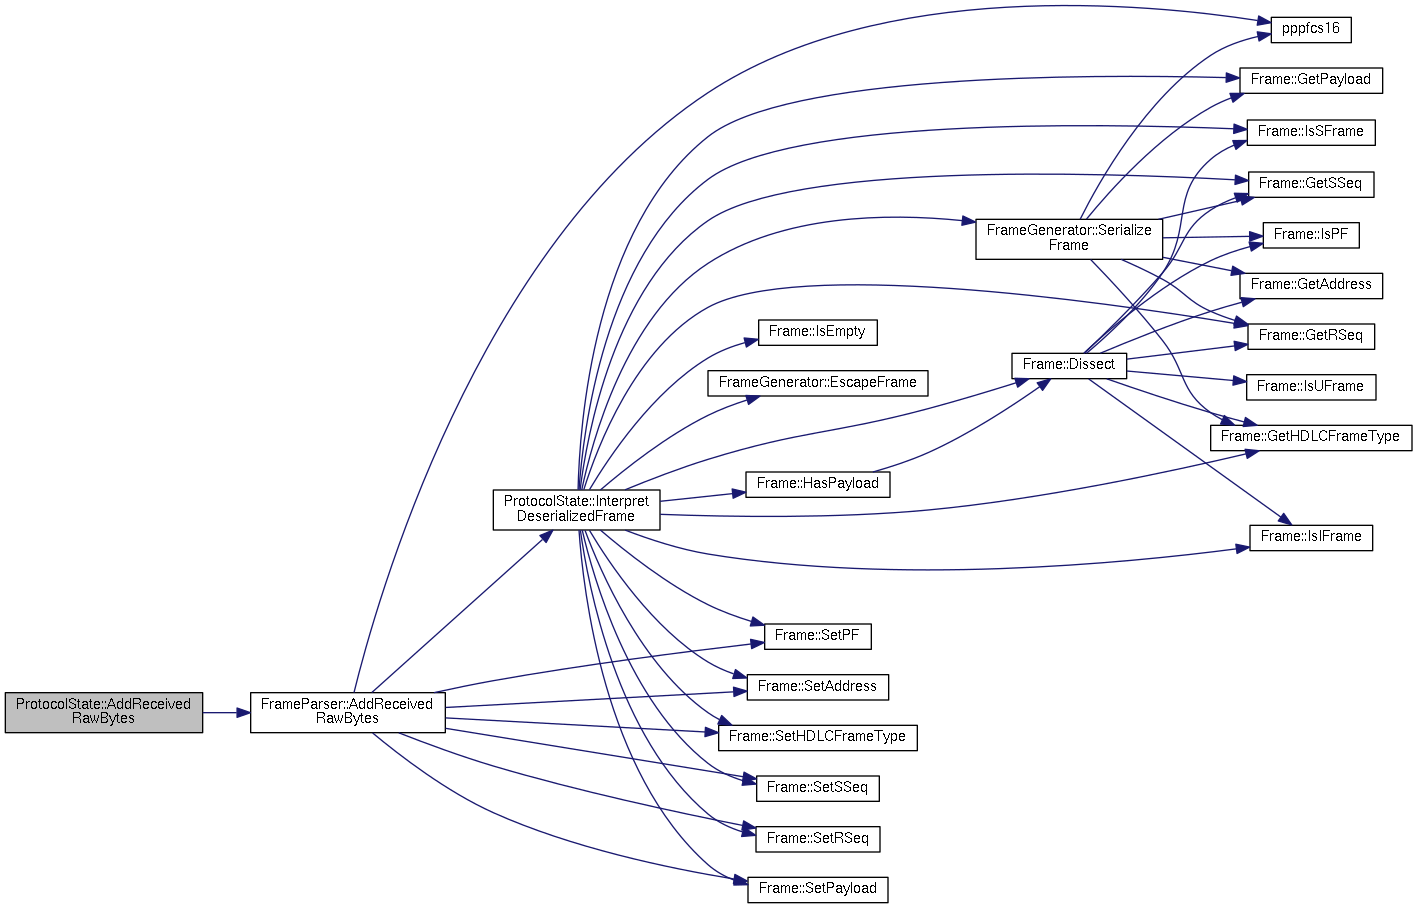 pppfcs16
Frame::GetPayload
Frame::IsSFrame
Frame::GetSSeq
FrameGenerator::Serialize
Frame
Frame::IsPF
Frame::GetAddress
Frame::IsEmpty
Frame::GetRSeq
Frame::Dissect
FrameGenerator::EscapeFrame
Frame::IsUFrame
Frame::GetHDLCFrameType
Frame::HasPayload
ProtocolState::Interpret
DeserializedFrame
Frame::IsIFrame
Frame::SetPF
Frame::SetAddress
ProtocolState::AddReceived
RawBytes
FrameParser::AddReceived
RawBytes
Frame::SetHDLCFrameType
Frame::SetSSeq
Frame::SetRSeq
Frame::SetPayload